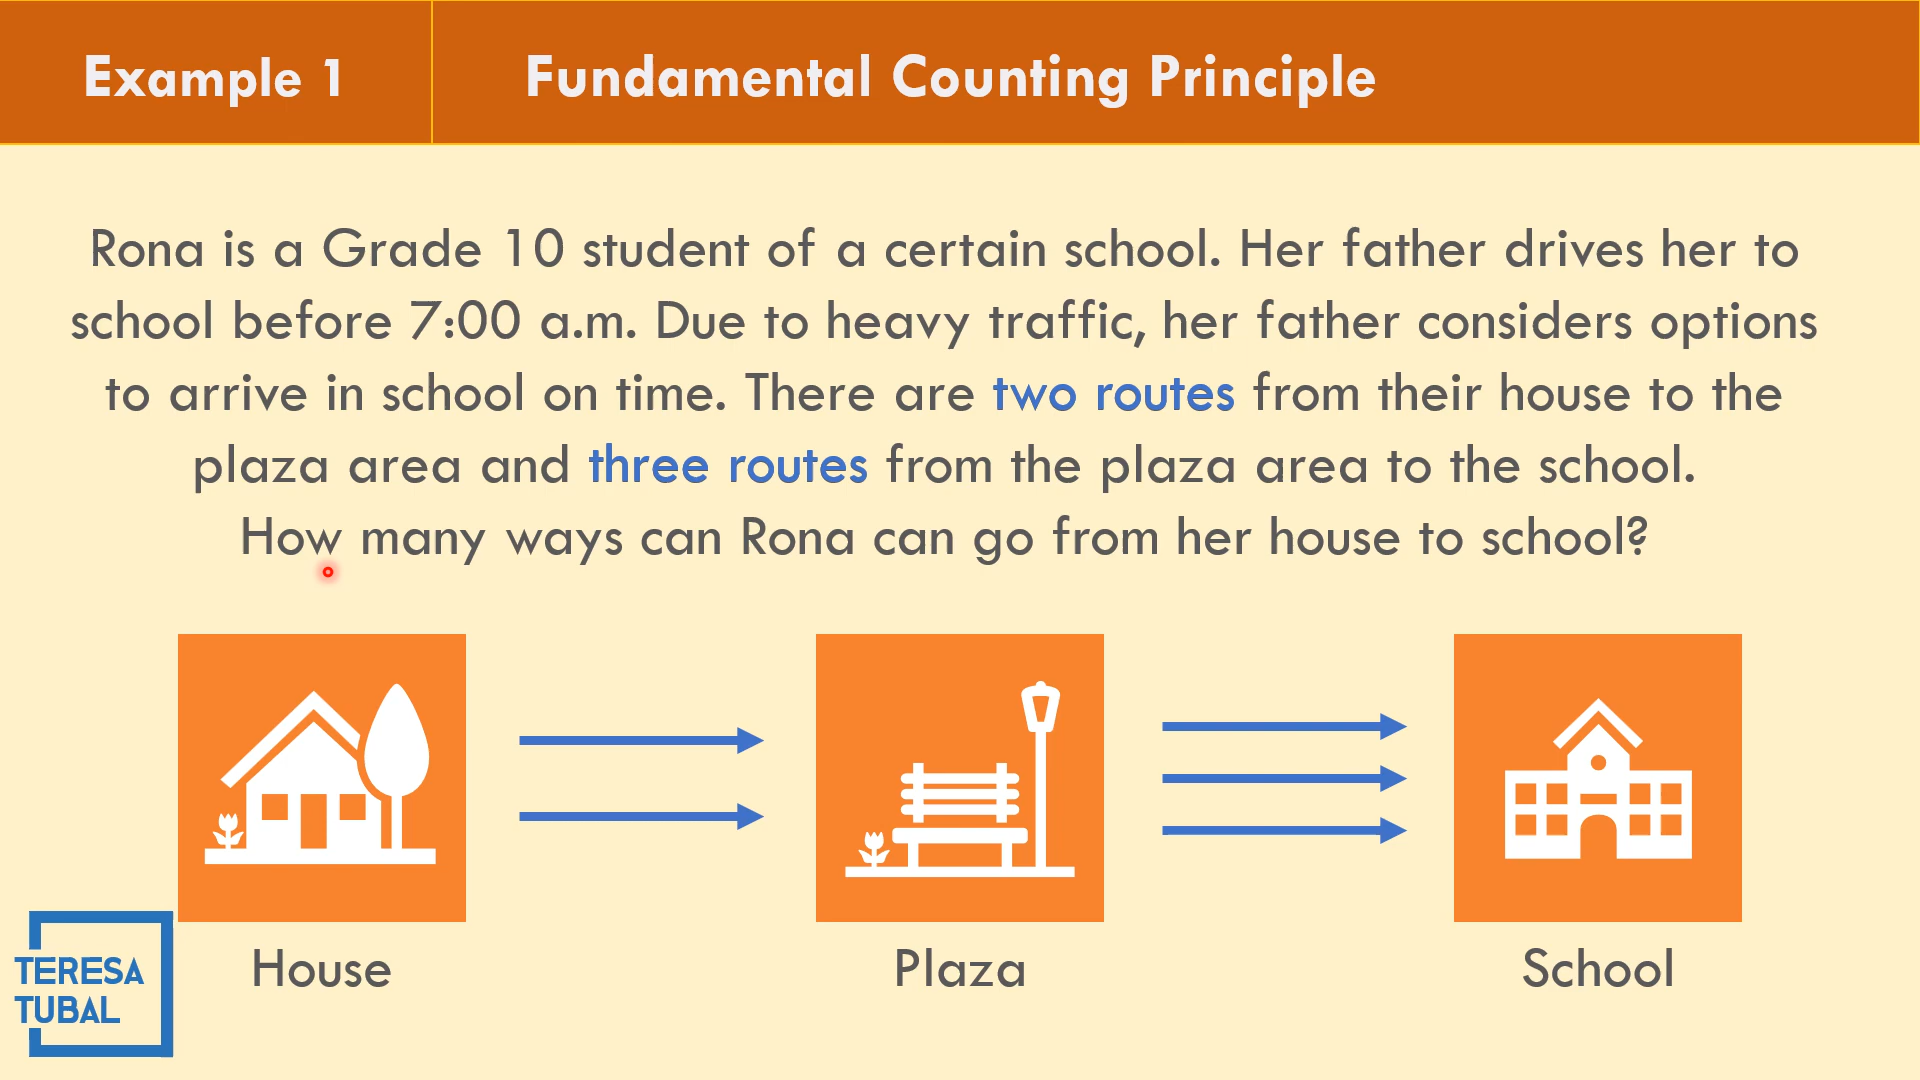 Example 1
Fundamental Counting Principle
Rona is a Grade 10 student of a certain school. Her father drives her to
school before 7:00 a.m. Due to heavy traffic, her father considers options
to arrive in school on time. There are two routes from their house to the
plaza area and three routes from the plaza area to the school.
How many ways can Rona can go from her house to school?
House
Plaza
School
TERESA
TUBAL